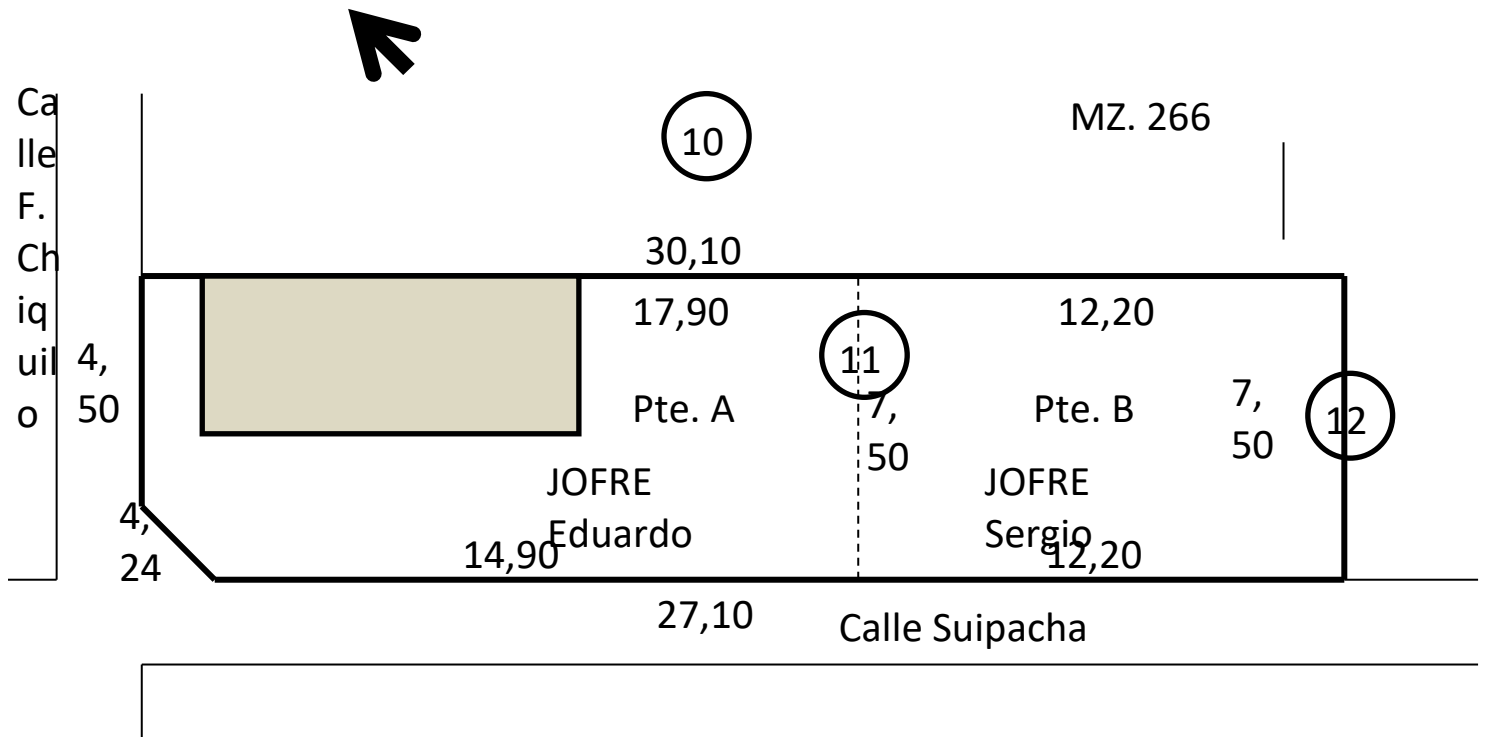 Ca
lle
F.
Ch
iq
uil
o
10
MZ. 266
30,10
17,90
12,20
11
4,
50
Pte. A
7,
50
Pte. B
7,
50
12
JOFRE
Eduardo
JOFRE
Sergio
4,
24
14,90
12,20
27,10
Calle Suipacha